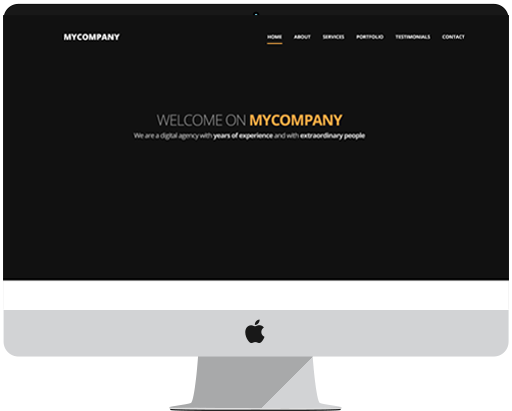 MYCOMPANY
HOME ABOUT SERVICES PORTFOLIO TESTIMONIALS CONTACT
WELCOME ON MYCOMPANY
We are a digital agency with years of experience and with extraordinary people